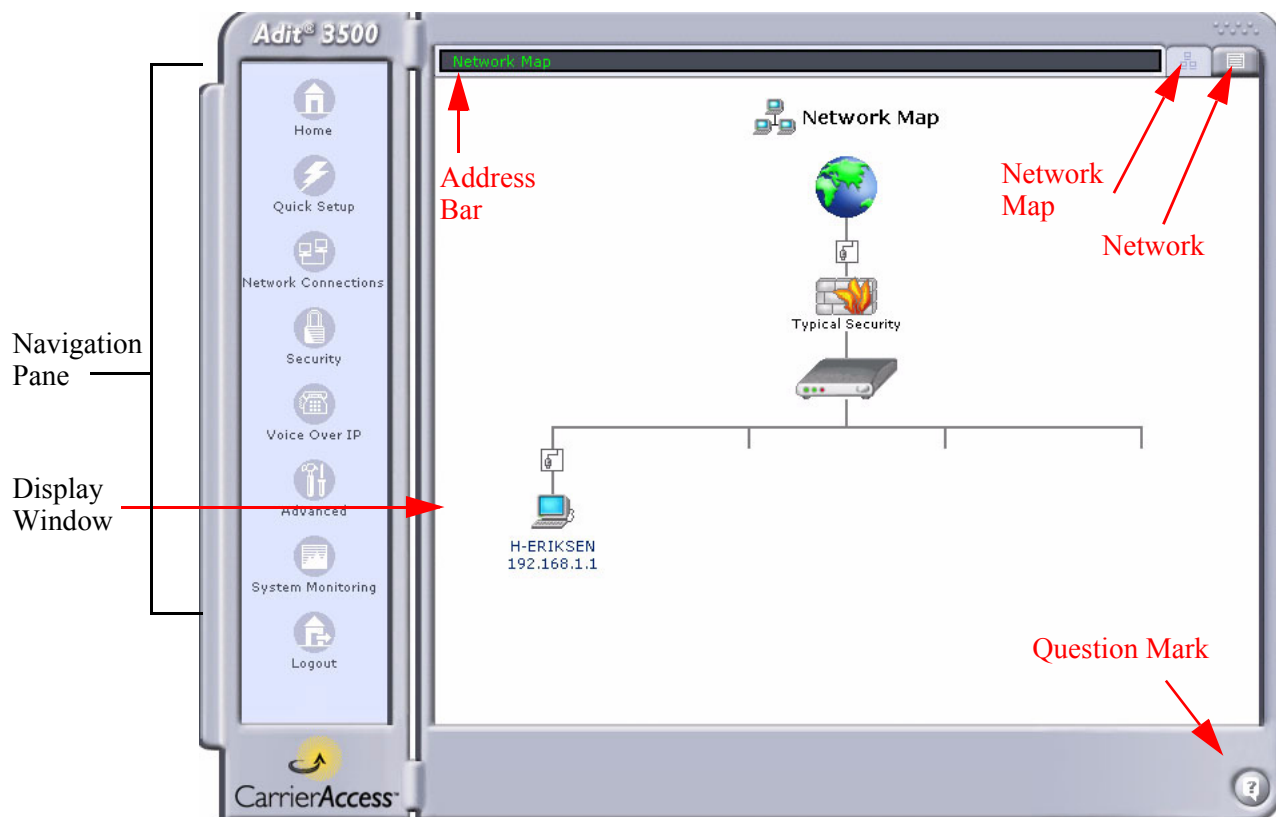 Adit® 3500
Network Map
Home
Quick Setup
Network Connections
Security
Voice Over IP
Advanced
System Monitoring
Logout
CarrierAccess™
Navigation
Pane
Display
Window
Network Map
Address
Bar
Network
Map
Network
Typical Security
H-ERIKSEN
192.168.1.1
Question Mark
?